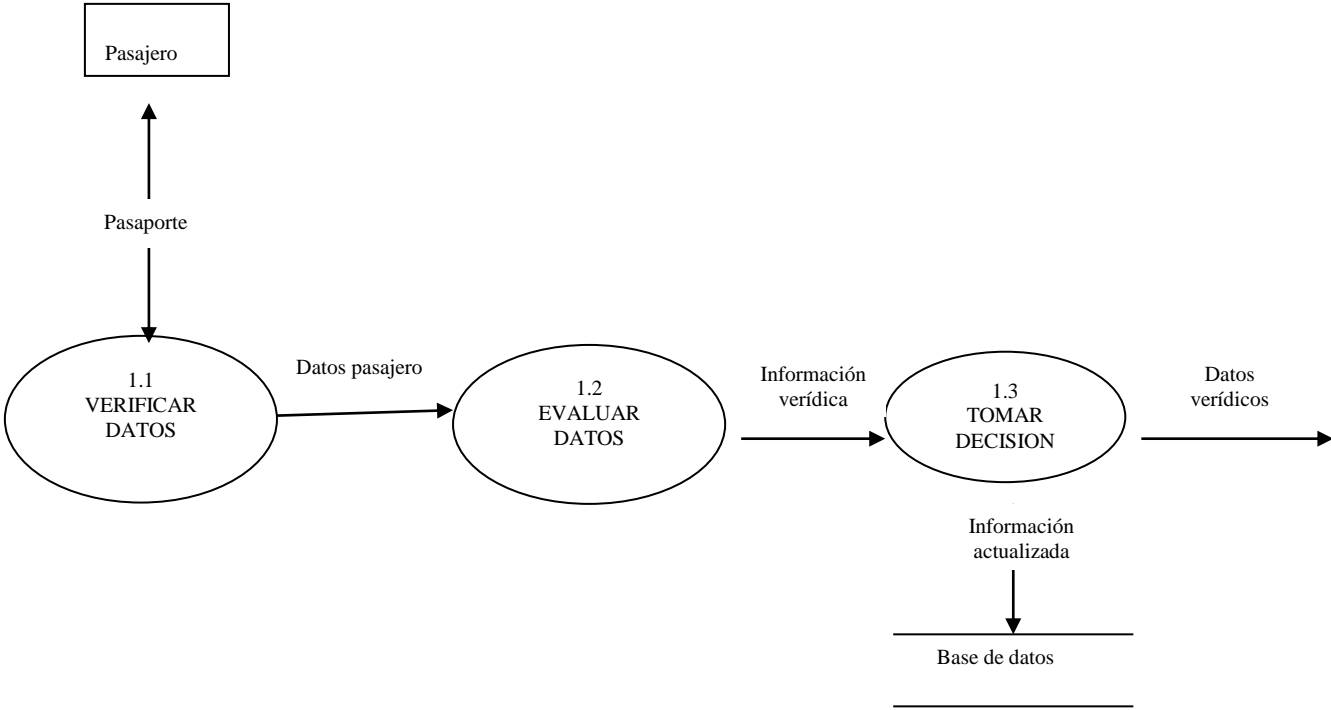 Pasajero
Pasaporte
1.1
VERIFICAR
DATOS
Datos pasajero
1.2
EVALUAR
DATOS
Información
verídica
1.3
TOMAR
DECISION
Datos
verídicos
Información
actualizada
Base de datos